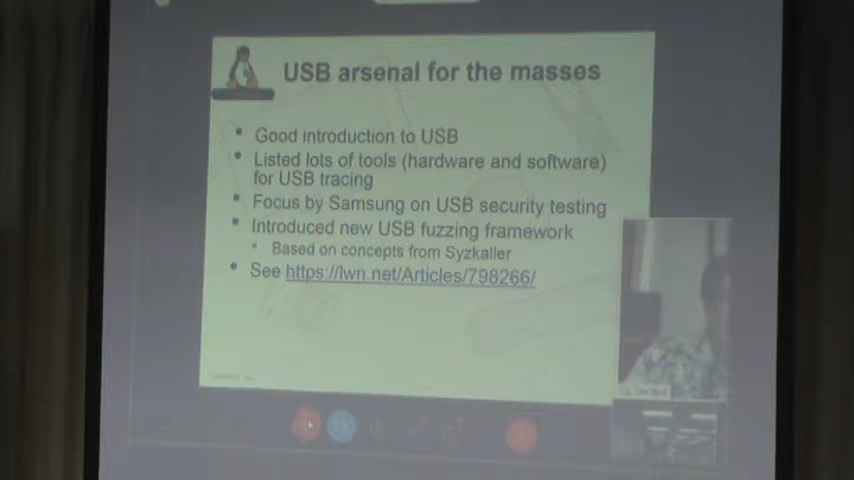 USB arsenal for the masses
Good introduction to USB
Listed lots of tools (hardware and software)
for USB tracing
Focus by Samsung on USB security testing
Introduced new USB fuzzing framework
Based on concepts from Syzkaller
See https://lwn.net/Articles/798266/